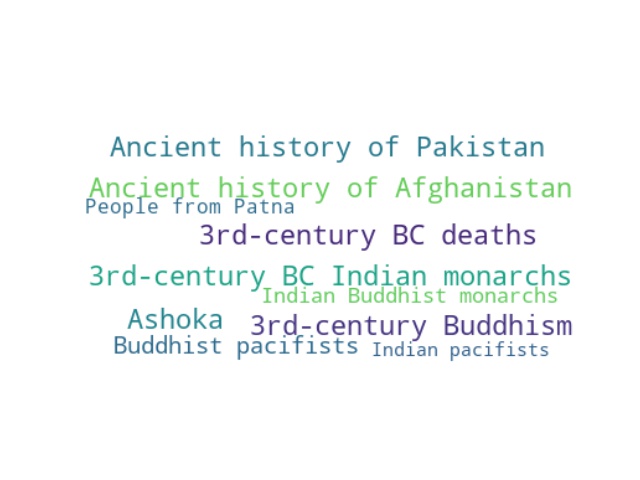 Ancient history of Pakistan
Ancient history of Afghanistan
People from Patna
3rd-century BC deaths
3rd-century BC Indian monarchs
Indian Buddhist monarchs
Ashoka
3rd-century Buddhism
Buddhist pacifists
Indian pacifists